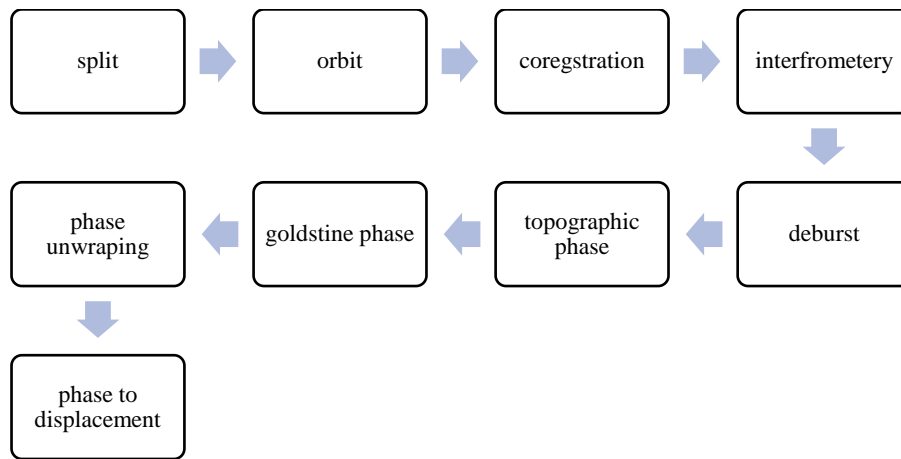 split
orbit
coregstration
interfrometery
deburst
topographic
phase
goldstine phase
phase
unwraping
phase to
displacement